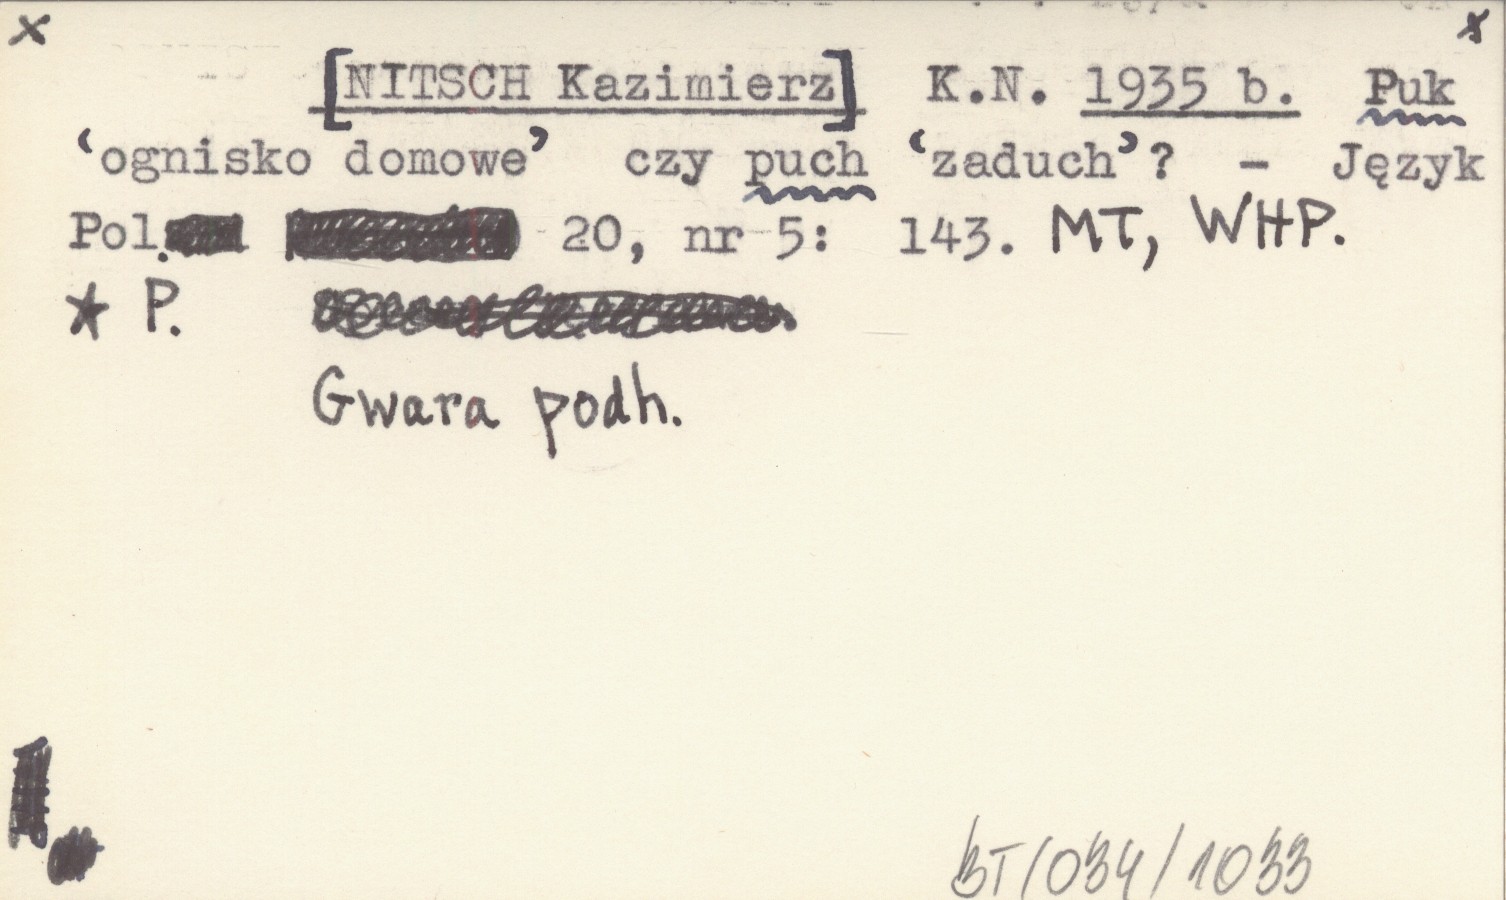 x x
[NITSCH Kazimierz] K.N. 1935 b. Puk
‘ognisko domowe’ czy puch ‘zaduch’? - Język
Pol. 20, nr 5: 143. MT, WHP.
* P.
Gwara podh.
BT/034/1033